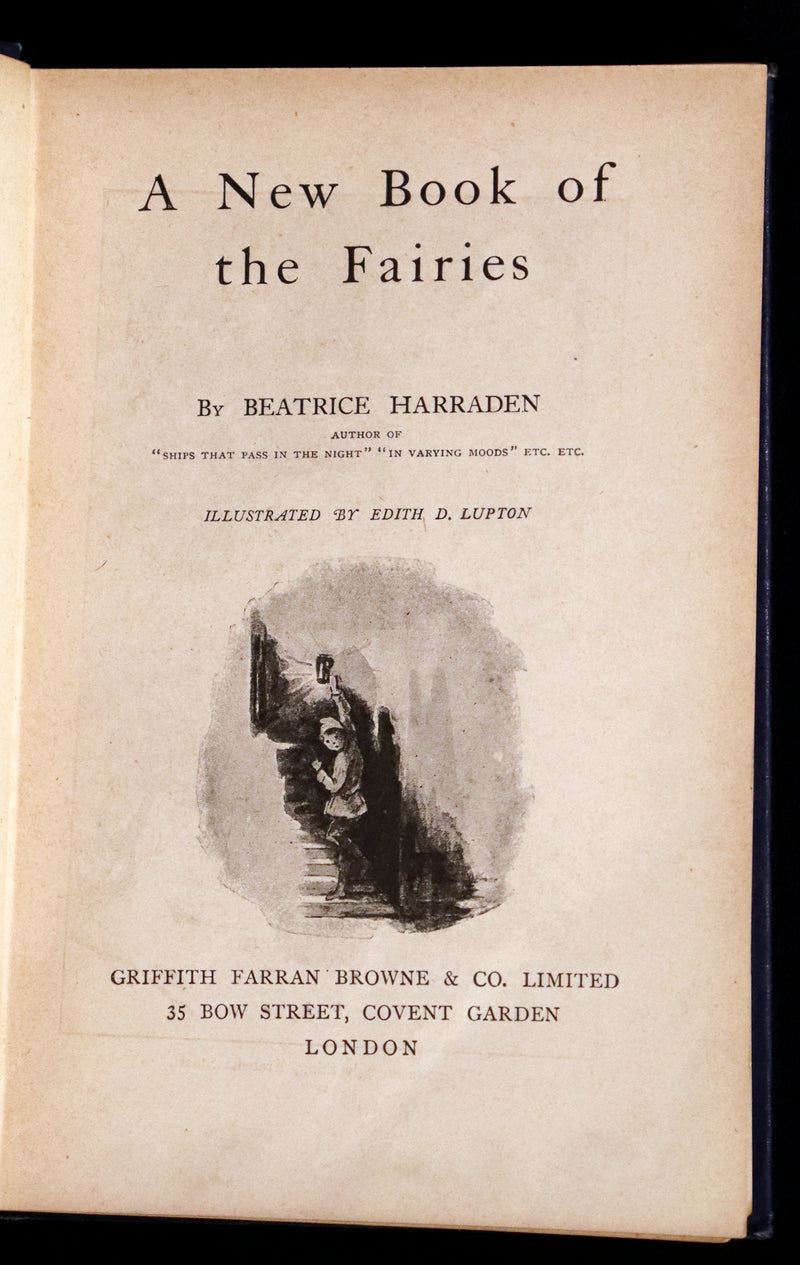 A New Book of
the Fairies
By BEATRICE HARRADEN
AUTHOR OF
"SHIPS THAT PASS IN THE NIGHT" "IN VARYING MOODS" ETC. ETC.
ILLUSTRATED BY EDITH D. LUPTON
GRIFFITH FARRAN BROWNE & CO. LIMITED
35 BOW STREET, COVENT GARDEN
LONDON